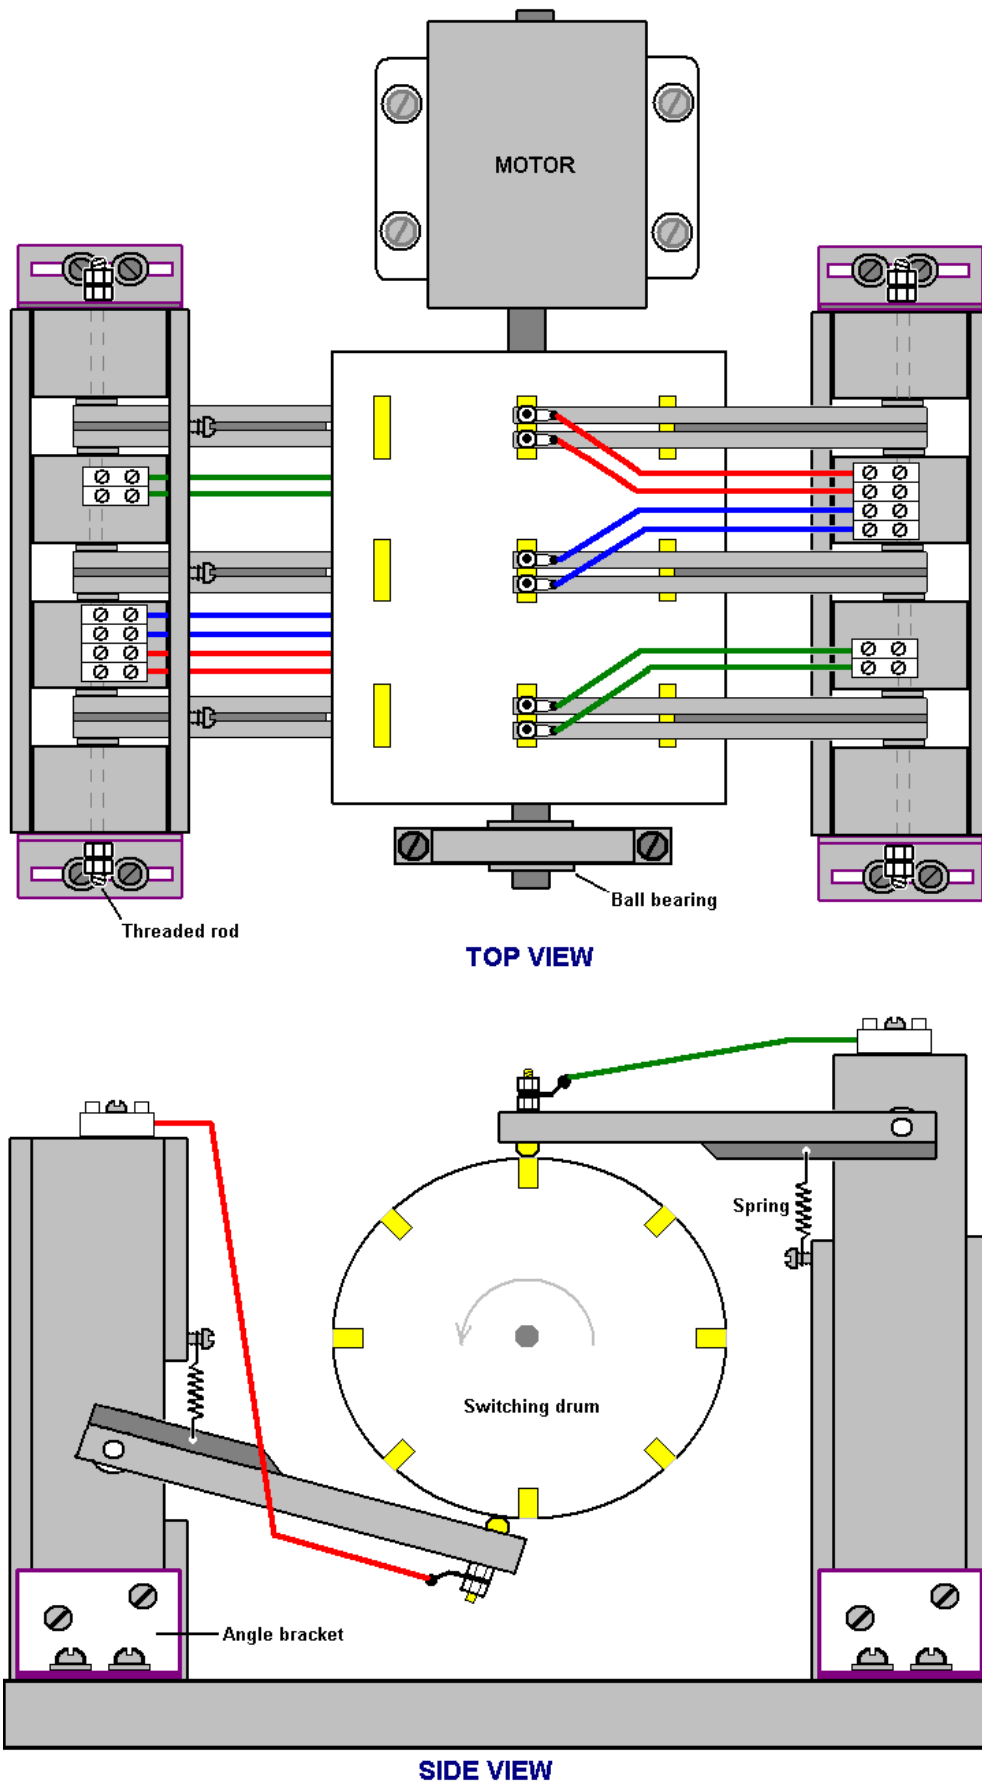 MOTOR
Threaded rod
Ball bearing
TOP VIEW
Spring
Switching drum
Angle bracket
SIDE VIEW